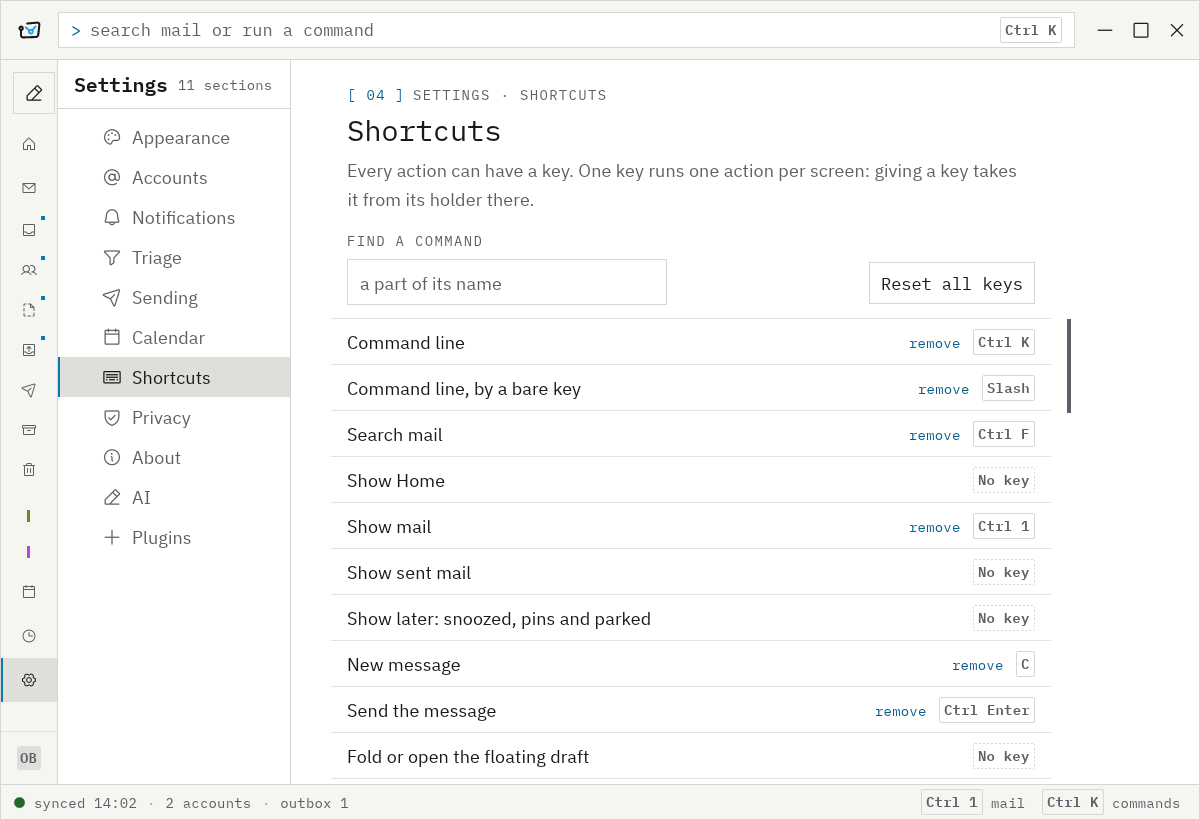 > search mail or run a command Ctrl K
Settings 11 sections
Appearance
Accounts
Notifications
Triage
Sending
Calendar
Shortcuts
Privacy
About
AI
Plugins
OB
[ 04 ] SETTINGS · SHORTCUTS
Shortcuts
Every action can have a key. One key runs one action per screen: giving a key takes
it from its holder there.
FIND A COMMAND
a part of its name
Reset all keys
Command line remove Ctrl K
Command line, by a bare key remove Slash
Search mail remove Ctrl F
Show Home No key
Show mail remove Ctrl 1
Show sent mail No key
Show later: snoozed, pins and parked No key
New message remove C
Send the message remove Ctrl Enter
Fold or open the floating draft No key
synced 14:02 · 2 accounts · outbox 1
Ctrl 1 mail Ctrl K commands